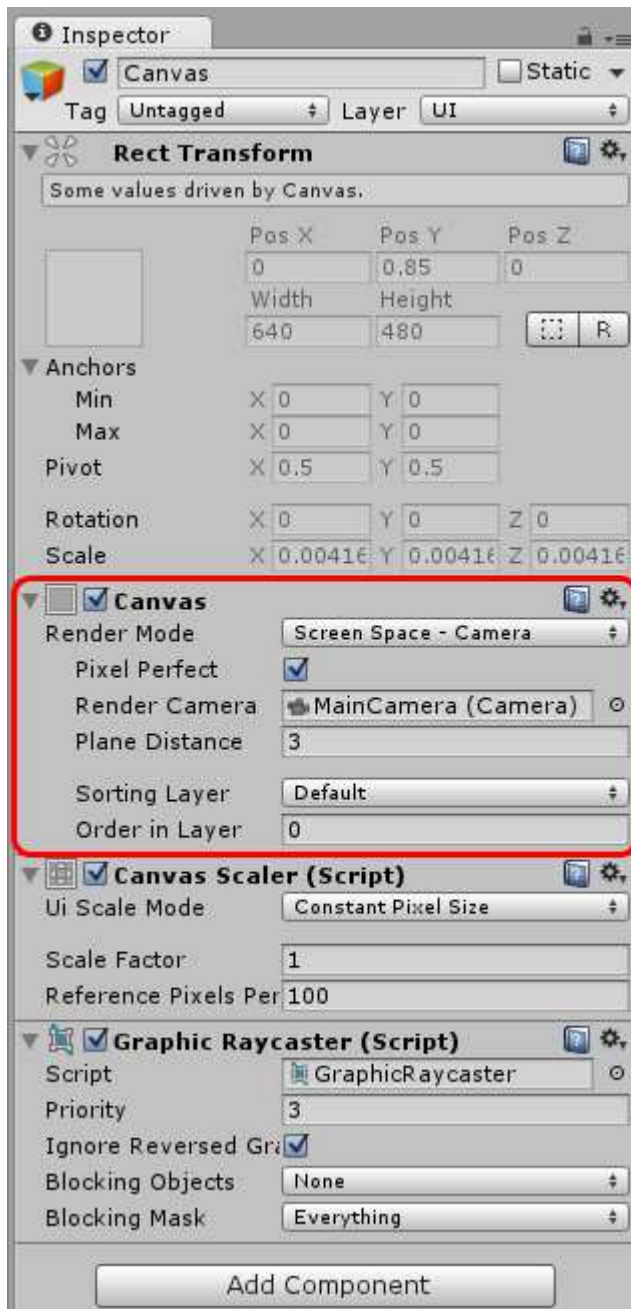 Inspector
Canvas Static
Tag Untagged Layer UI
Rect Transform
Some values driven by Canvas.
Pos X Pos Y Pos Z
0 0.85 0
Width Height
640 480 R
Anchors
Min X 0 Y 0
Max X 0 Y 0
Pivot X 0.5 Y 0.5
Rotation X 0 Y 0 Z 0
Scale X 0.00416 Y 0.00416 Z 0.00416
Canvas
Render Mode Screen Space - Camera
Pixel Perfect
Render Camera MainCamera (Camera)
Plane Distance 3
Sorting Layer Default
Order in Layer 0
Canvas Scaler (Script)
Ui Scale Mode Constant Pixel Size
Scale Factor 1
Reference Pixels Per 100
Graphic Raycaster (Script)
Script GraphicRaycaster
Priority 3
Ignore Reversed Gra
Blocking Objects None
Blocking Mask Everything
Add Component